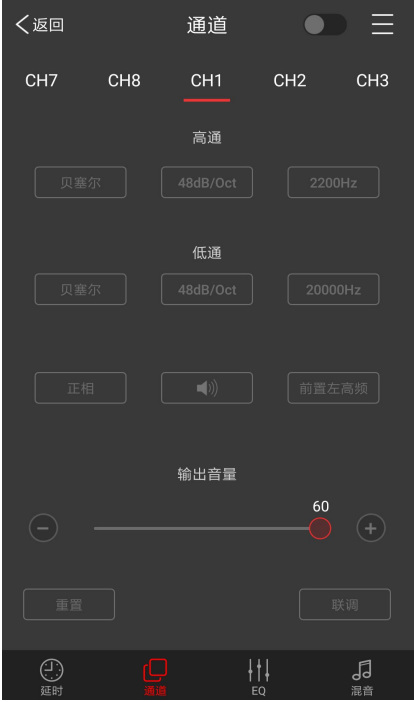 返回 通道
CH7 CH8 CH1 CH2 CH3
高通
贝塞尔 48dB/Oct 2200Hz
低通
贝塞尔 48dB/Oct 20000Hz
正相 前置左高频
输出音量
60
重置 联调
延时 通道 EQ 混音